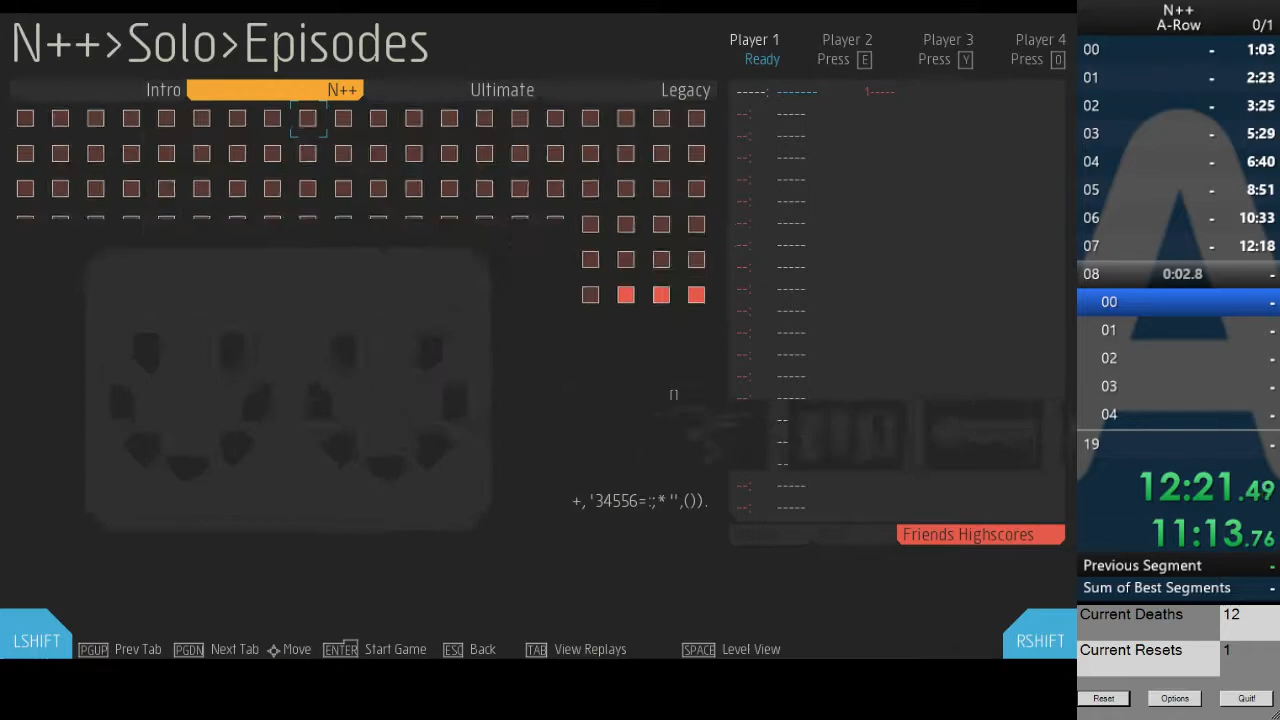 N++>Solo>Episodes
Player 1
Ready
Player 2
Press E
Player 3
Press Y
Player 4
Press O
Intro
N++
Ultimate
Legacy
-----: ------- 1-----
+,'34556=:;*",()).
Friends Highscores
LSHIFT
PGUP Prev Tab
PGDN Next Tab
Move
ENTER Start Game
ESC Back
TAB View Replays
SPACE Level View
RSHIFT
N++
A-Row 0/1
00 - 1:03
01 - 2:23
02 - 3:25
03 - 5:29
04 - 6:40
05 - 8:51
06 - 10:33
07 - 12:18
08 0:02.8 -
00 -
01 -
02 -
03 -
04 -
19 -
12:21.49
11:13.76
Previous Segment -
Sum of Best Segments -
Current Deaths 12
Current Resets 1
Reset
Options
Quit!